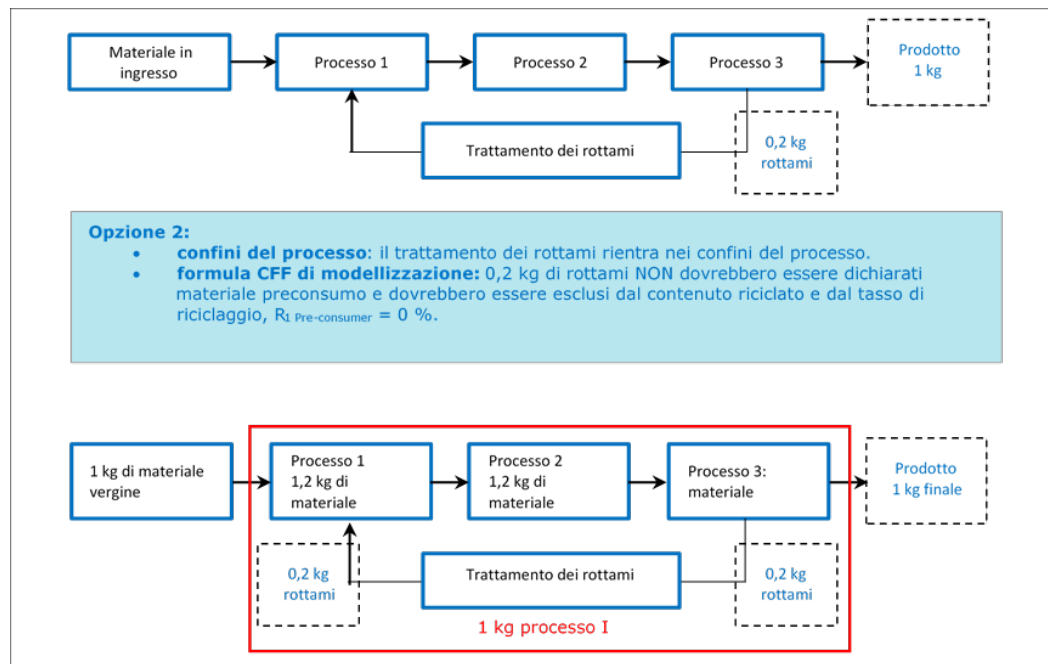 Materiale in
ingresso
Processo 1
Processo 2
Processo 3
Prodotto
1 kg
Trattamento dei rottami
0,2 kg
rottami
Opzione 2:
• confini del processo: il trattamento dei rottami rientra nei confini del processo.
• formula CFF di modellizzazione: 0,2 kg di rottami NON dovrebbero essere dichiarati
materiale preconsumo e dovrebbero essere esclusi dal contenuto riciclato e dal tasso di
riciclaggio, R1 Pre-consumer = 0 %.
1 kg di materiale
vergine
Processo 1
1,2 kg di
materiale
Processo 2
1,2 kg di
materiale
Processo 3:
materiale
Prodotto
1 kg finale
0,2 kg
rottami
Trattamento dei rottami
0,2 kg
rottami
1 kg processo I